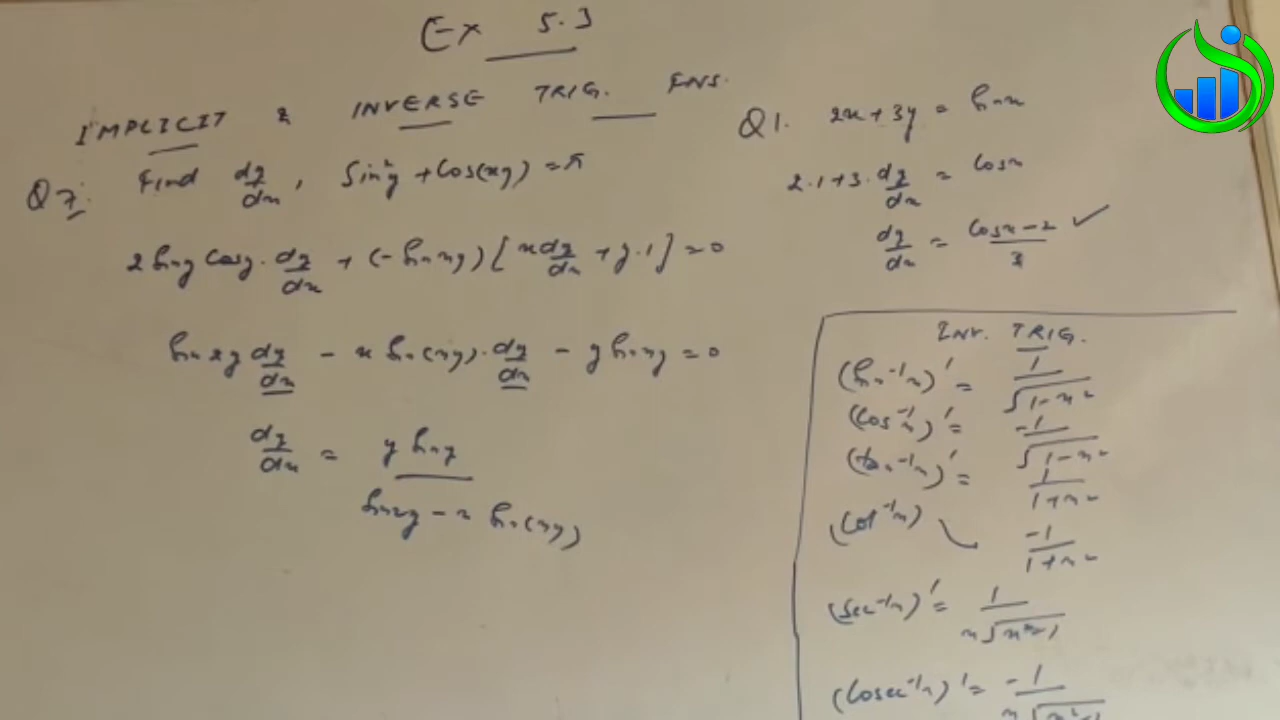 Ex 5.3
IMPLICIT & INVERSE TRIG. FNS.
Q7. Find dy/dx, Sin²y + Cos(xy) = π
2 Sin y Cos y · dy/dx + (- Sin xy) [x dy/dx + y·1] = 0
Sin 2y dy/dx - x Sin(xy) · dy/dx - y Sin xy = 0
dy/dx = y Sin y / Sin 2y - x Sin(xy)
Q1. 2x + 3y = Sin x
2·1 + 3· dy/dx = Cos x
dy/dx = Cos x - 2 / 3 ✓
INV. TRIG.
(Sin⁻¹x)' = 1/√1-x²
(Cos⁻¹x)' = -1/√1-x²
(tan⁻¹x)' = 1/1+x²
(Cot⁻¹x) -1/1+x²
(Sec⁻¹x)' = 1/x√x²-1
(Cosec⁻¹x)' = -1/x√x²-1